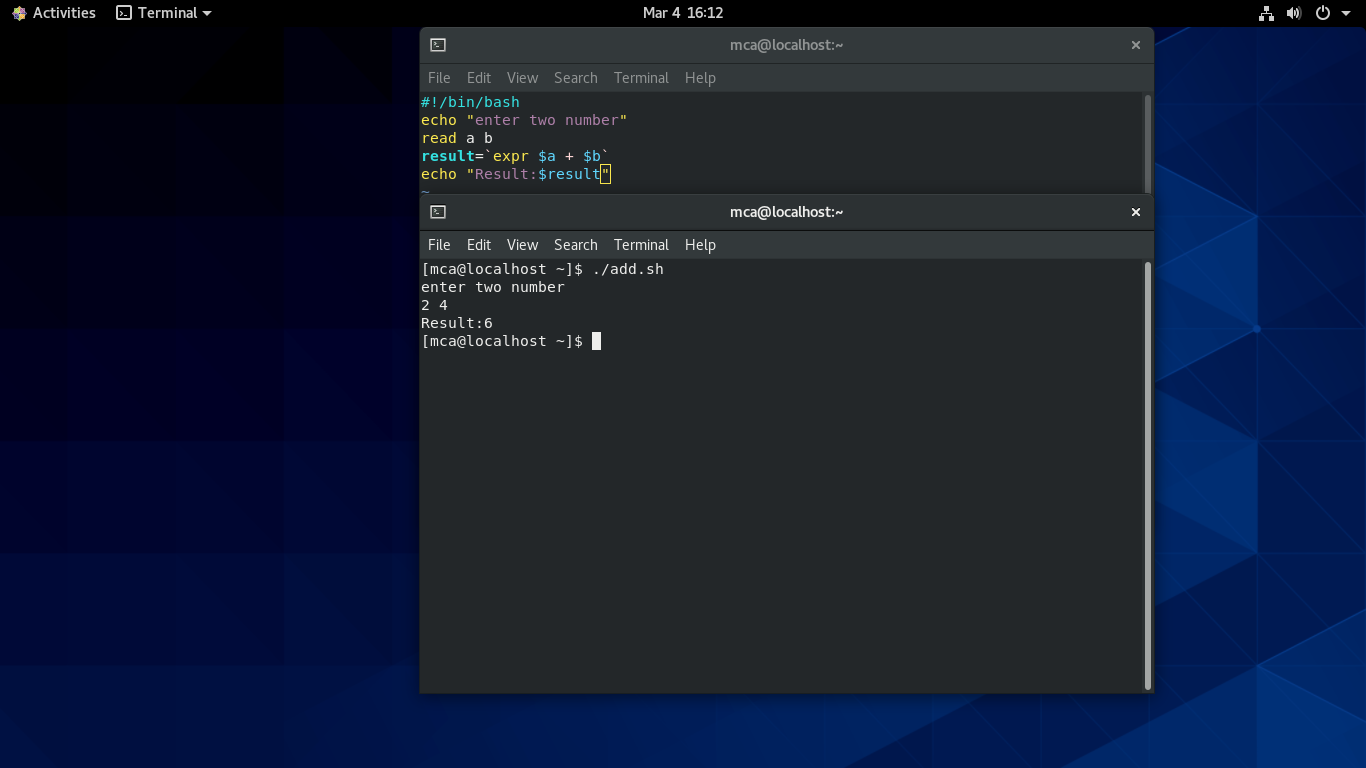 Activities Terminal Mar 4 16:12
mca@localhost:~
File Edit View Search Terminal Help
#!/bin/bash
echo "enter two number"
read a b
result=`expr $a + $b`
echo "Result:$result"
~
mca@localhost:~
File Edit View Search Terminal Help
[mca@localhost ~]$ ./add.sh
enter two number
2 4
Result:6
[mca@localhost ~]$